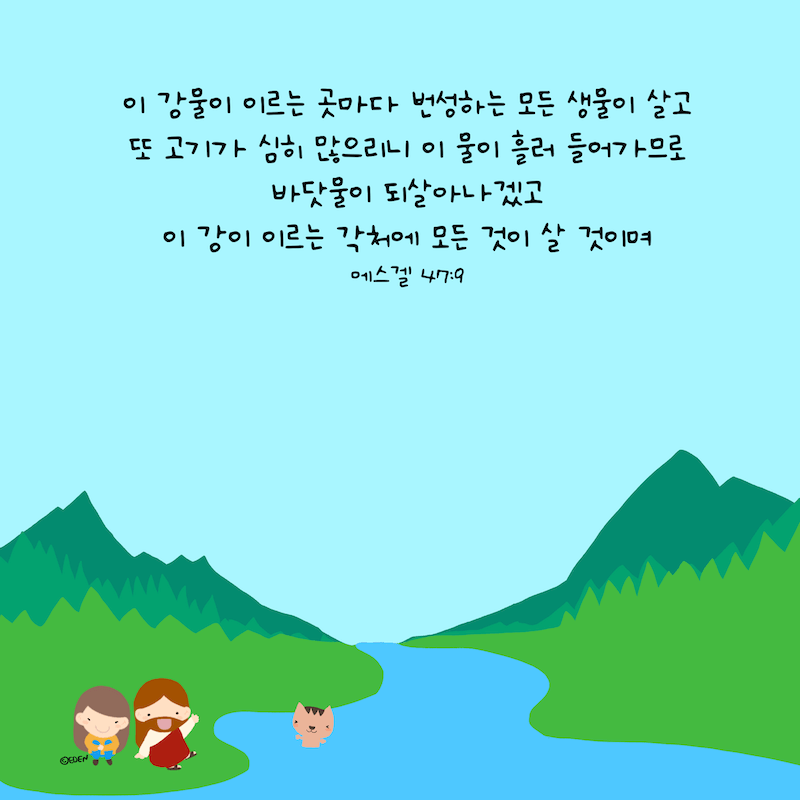 이 강물이 이르는 곳마다 번성하는 모든 생물이 살고
또 고기가 심히 많으리니 이 물이 흘러 들어가므로
바닷물이 되살아나겠고
이 강이 이르는 각처에 모든 것이 살 것이며
에스겔 47:9
©EDEN